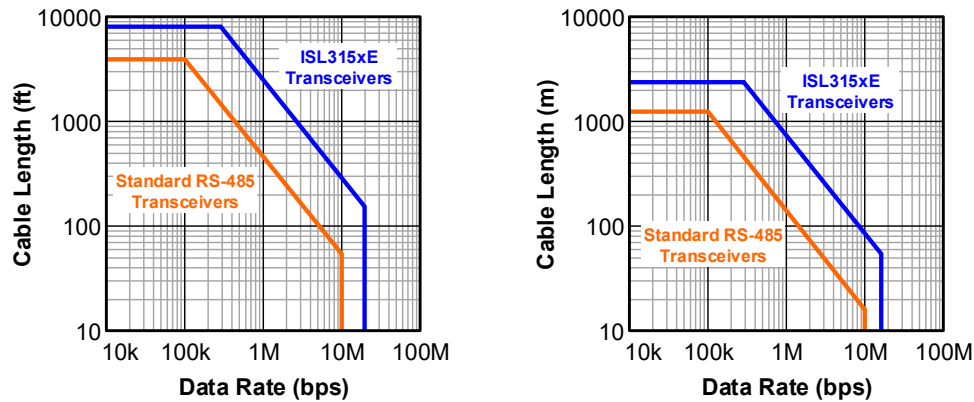 10000
1000
100
10
Cable Length (ft)
ISL315xE
Transceivers
Standard RS-485
Transceivers
10k 100k 1M 10M 100M
Data Rate (bps)
10000
1000
100
10
Cable Length (m)
ISL315xE
Transceivers
Standard RS-485
Transceivers
10k 100k 1M 10M 100M
Data Rate (bps)